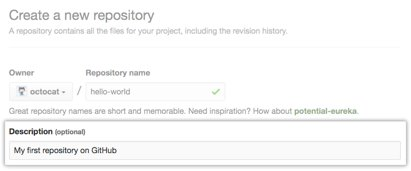 Create a new repository
A repository contains all the files for your project, including the revision history.
Owner Repository name
octocat / hello-world
Great repository names are short and memorable. Need inspiration? How about potential-eureka.
Description (optional)
My first repository on GitHub